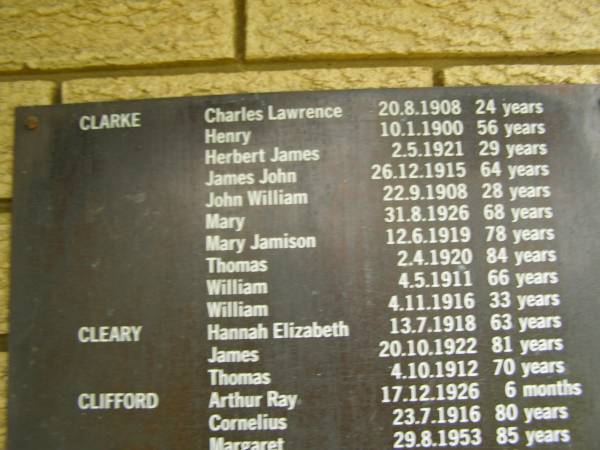 CLARKE Charles Lawrence 20.8.1908 24 years
Henry 10.1.1900 56 years
Herbert James 2.5.1921 29 years
James John 26.12.1915 64 years
John William 22.9.1908 28 years
Mary 31.8.1926 68 years
Mary Jamison 12.6.1919 78 years
Thomas 2.4.1920 84 years
William 4.5.1911 66 years
William 4.11.1916 33 years
CLEARY Hannah Elizabeth 13.7.1918 63 years
James 20.10.1922 81 years
Thomas 4.10.1912 70 years
CLIFFORD Arthur Ray 17.12.1926 6 months
Cornelius 23.7.1916 80 years
Margaret 29.8.1953 85 years